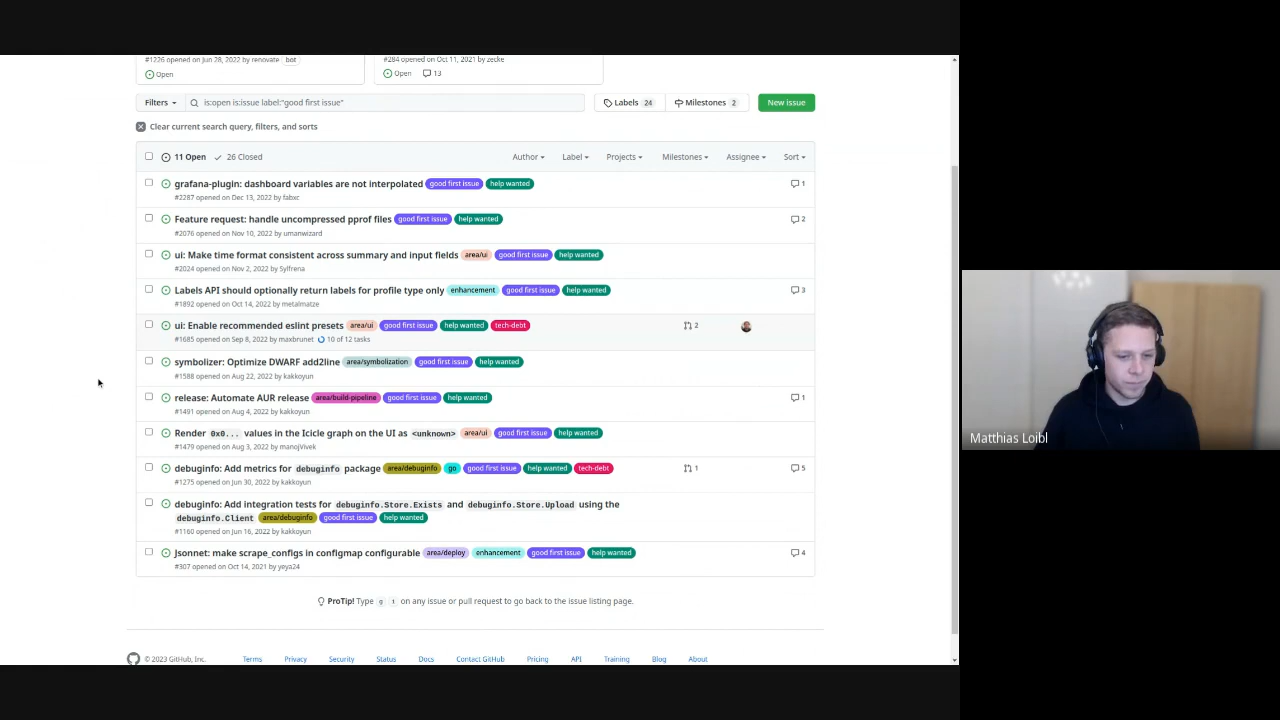 #1226 opened on Jun 28, 2022 by renovate bot
Open
#284 opened on Oct 11, 2021 by zecke
Open 13
Filters is:open is:issue label:"good first issue" Labels 24 Milestones 2 New issue
Clear current search query, filters, and sorts
11 Open 26 Closed Author Label Projects Milestones Assignee Sort
grafana-plugin: dashboard variables are not interpolated good first issue help wanted 1
#2287 opened on Dec 13, 2022 by fabxc
Feature request: handle uncompressed pprof files good first issue help wanted 2
#2076 opened on Nov 10, 2022 by umanwizard
ui: Make time format consistent across summary and input fields area/ui good first issue help wanted
#2024 opened on Nov 2, 2022 by Sylfrena
Labels API should optionally return labels for profile type only enhancement good first issue help wanted 3
#1892 opened on Oct 14, 2022 by metalmatze
ui: Enable recommended eslint presets area/ui good first issue help wanted tech-debt 2
#1685 opened on Sep 8, 2022 by maxbrunet 10 of 12 tasks
symbolizer: Optimize DWARF add2line area/symbolization good first issue help wanted
#1588 opened on Aug 22, 2022 by kakkoyun
release: Automate AUR release area/build-pipeline good first issue help wanted 1
#1491 opened on Aug 4, 2022 by kakkoyun
Render 0x0... values in the Icicle graph on the UI as <unknown> area/ui good first issue help wanted
#1479 opened on Aug 3, 2022 by manojVivek
debuginfo: Add metrics for debuginfo package area/debuginfo go good first issue help wanted tech-debt 1 5
#1275 opened on Jun 30, 2022 by kakkoyun
debuginfo: Add integration tests for debuginfo.Store.Exists and debuginfo.Store.Upload using the
debuginfo.Client area/debuginfo good first issue help wanted
#1160 opened on Jun 16, 2022 by kakkoyun
Jsonnet: make scrape_configs in configmap configurable area/deploy enhancement good first issue help wanted 4
#307 opened on Oct 14, 2021 by yeya24
ProTip! Type g i on any issue or pull request to go back to the issue listing page.
© 2023 GitHub, Inc. Terms Privacy Security Status Docs Contact GitHub Pricing API Training Blog About
Matthias Loibl